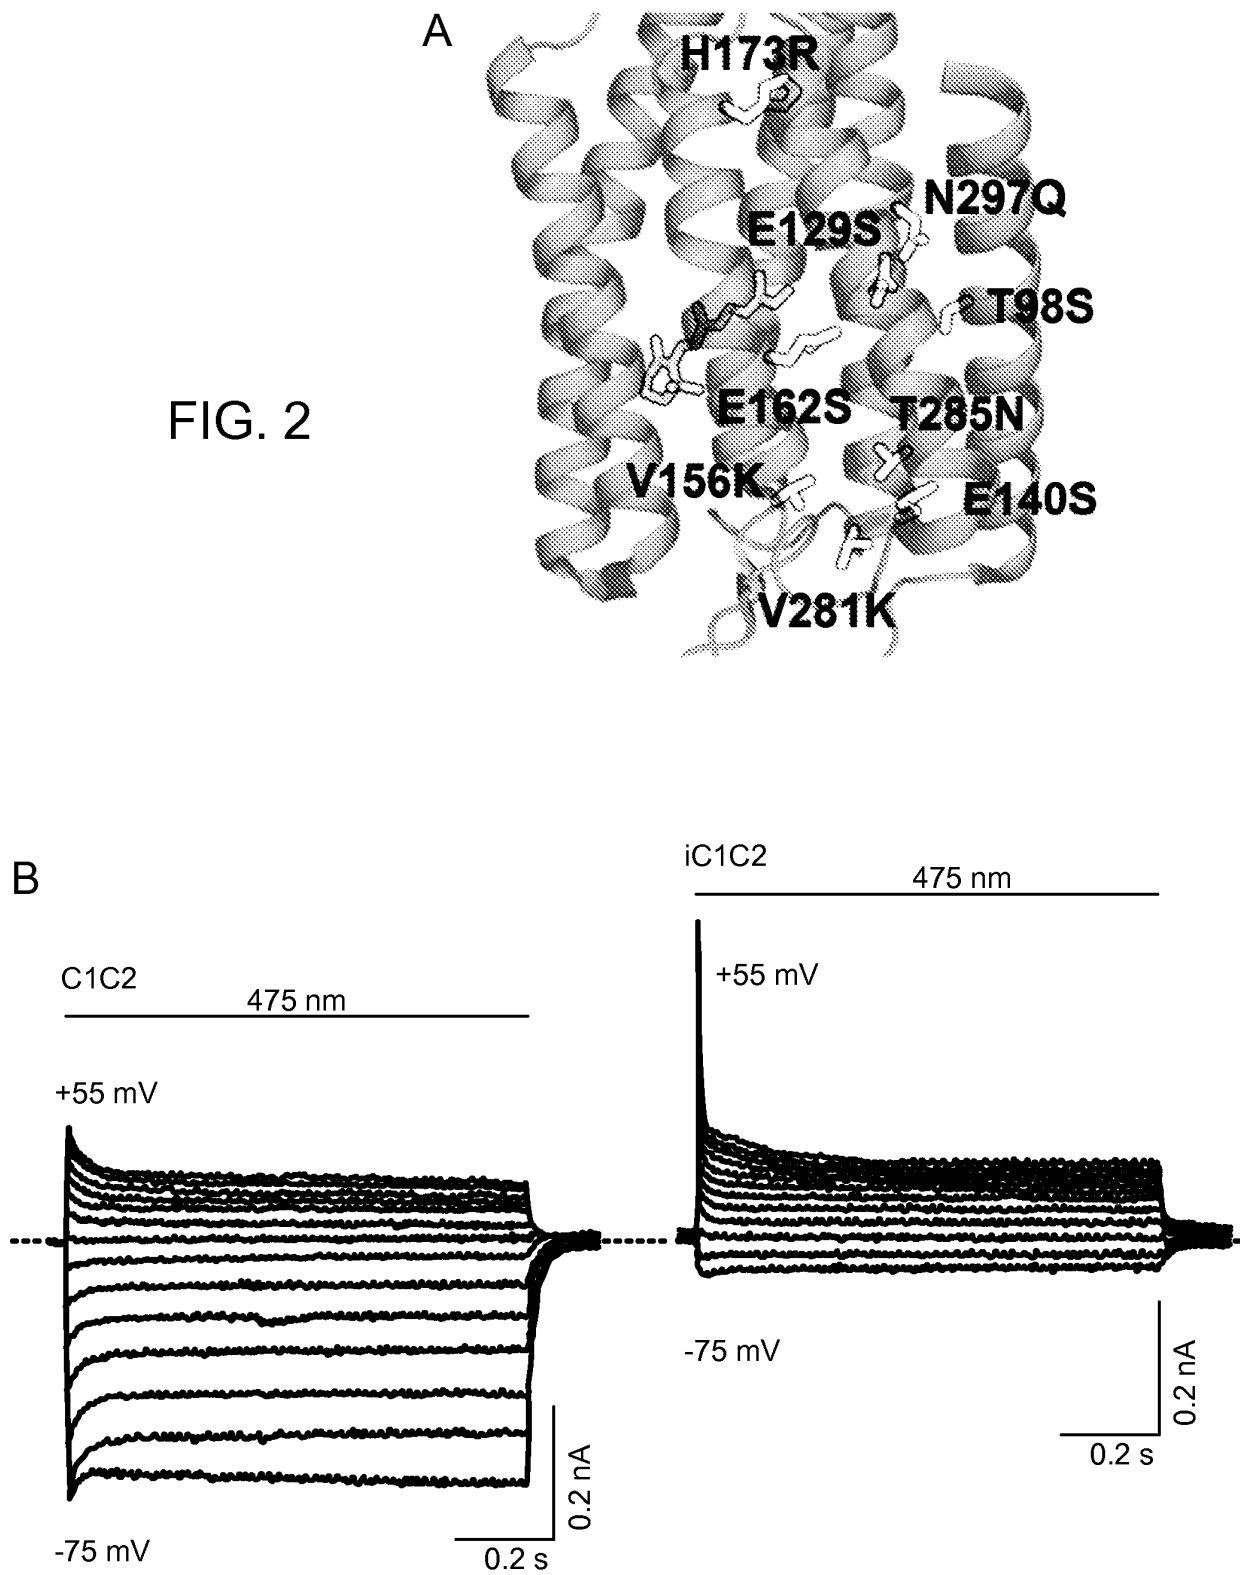 A
H173R
N297Q
E129S
T98S
FIG. 2
E162S
T285N
V156K
E140S
V281K
B
iC1C2
475 nm
+55 mV
C1C2
475 nm
+55 mV
-75 mV
0.2 nA
0.2 s
0.2 nA
0.2 s
-75 mV